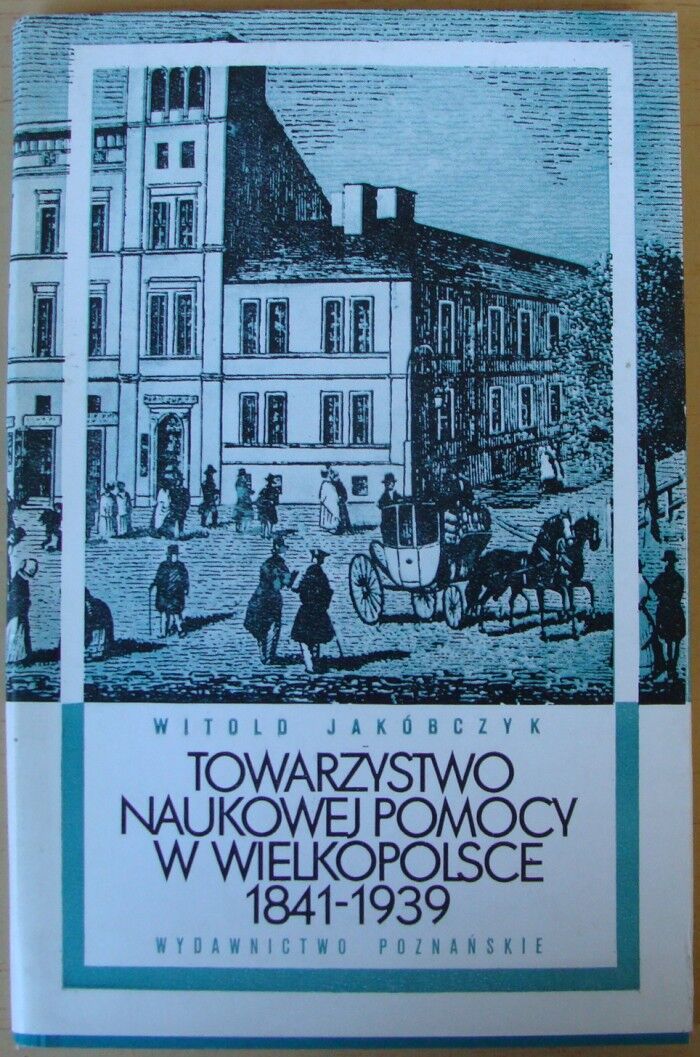 WITOLD JAKÓBCZYK
TOWARZYSTWO
NAUKOWEJ POMOCY
W WIELKOPOLSCE
1841-1939
WYDAWNICTWO POZNAŃSKIE